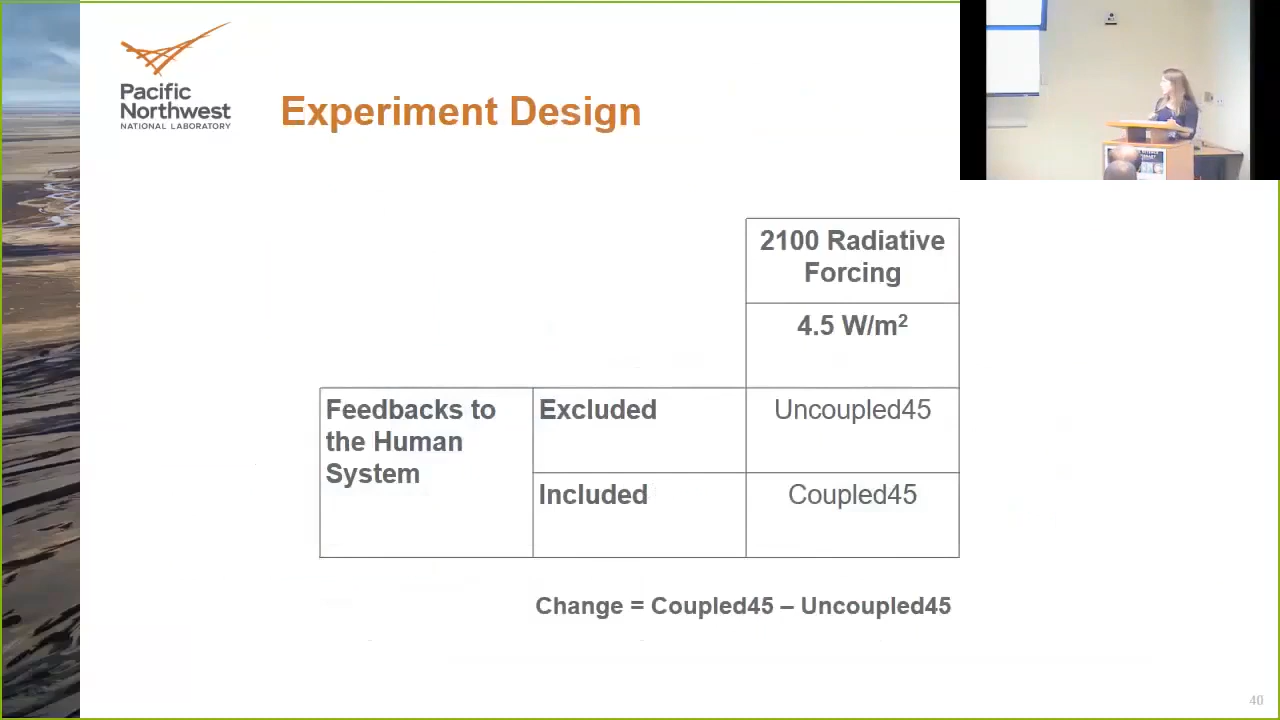 Pacific
Northwest
NATIONAL LABORATORY
Experiment Design
2100 Radiative
Forcing
4.5 W/m²
Feedbacks to
the Human
System
Excluded
Uncoupled45
Included
Coupled45
Change = Coupled45 – Uncoupled45
40